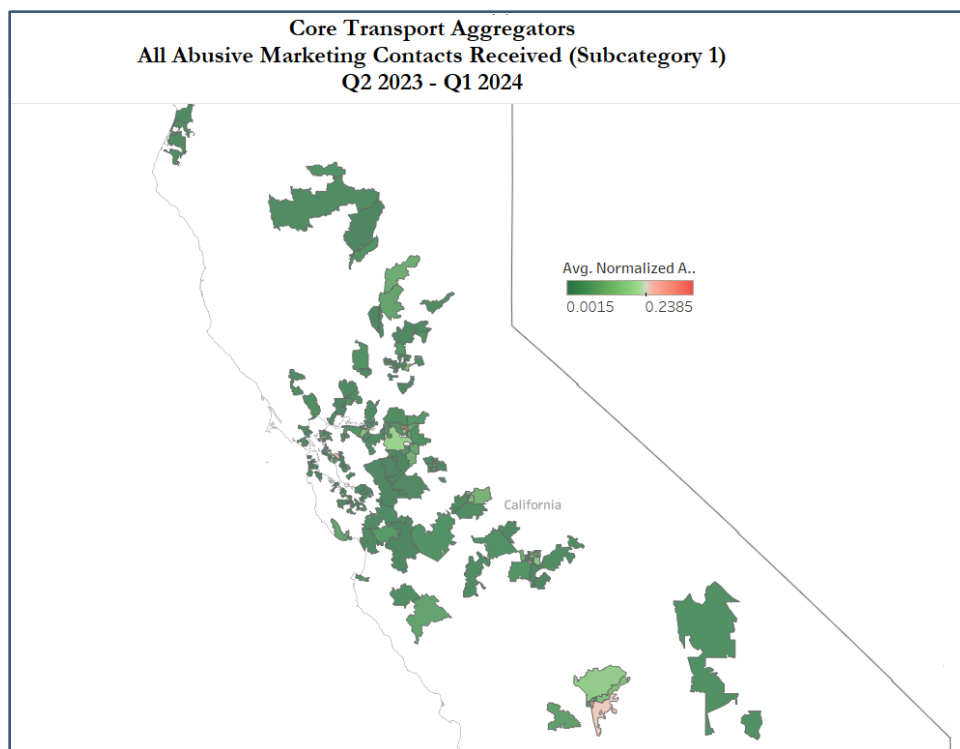 Core Transport Aggregators
All Abusive Marketing Contacts Received (Subcategory 1)
Q2 2023 - Q1 2024
Avg. Normalized A..
0.0015 0.2385
California